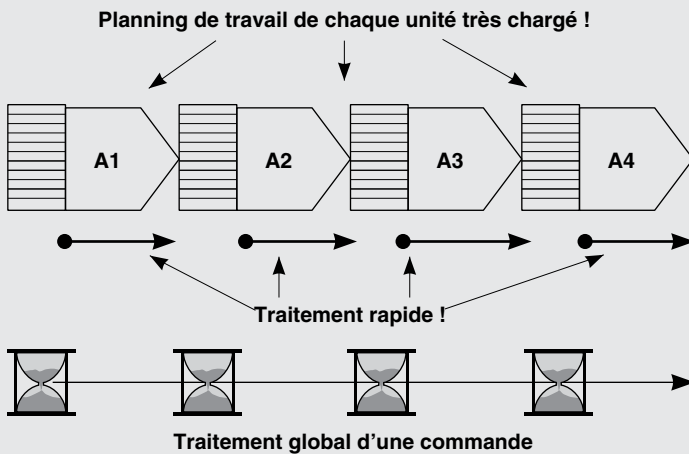 Planning de travail de chaque unité très chargé !
A1
A2
A3
A4
Traitement rapide !
Traitement global d'une commande